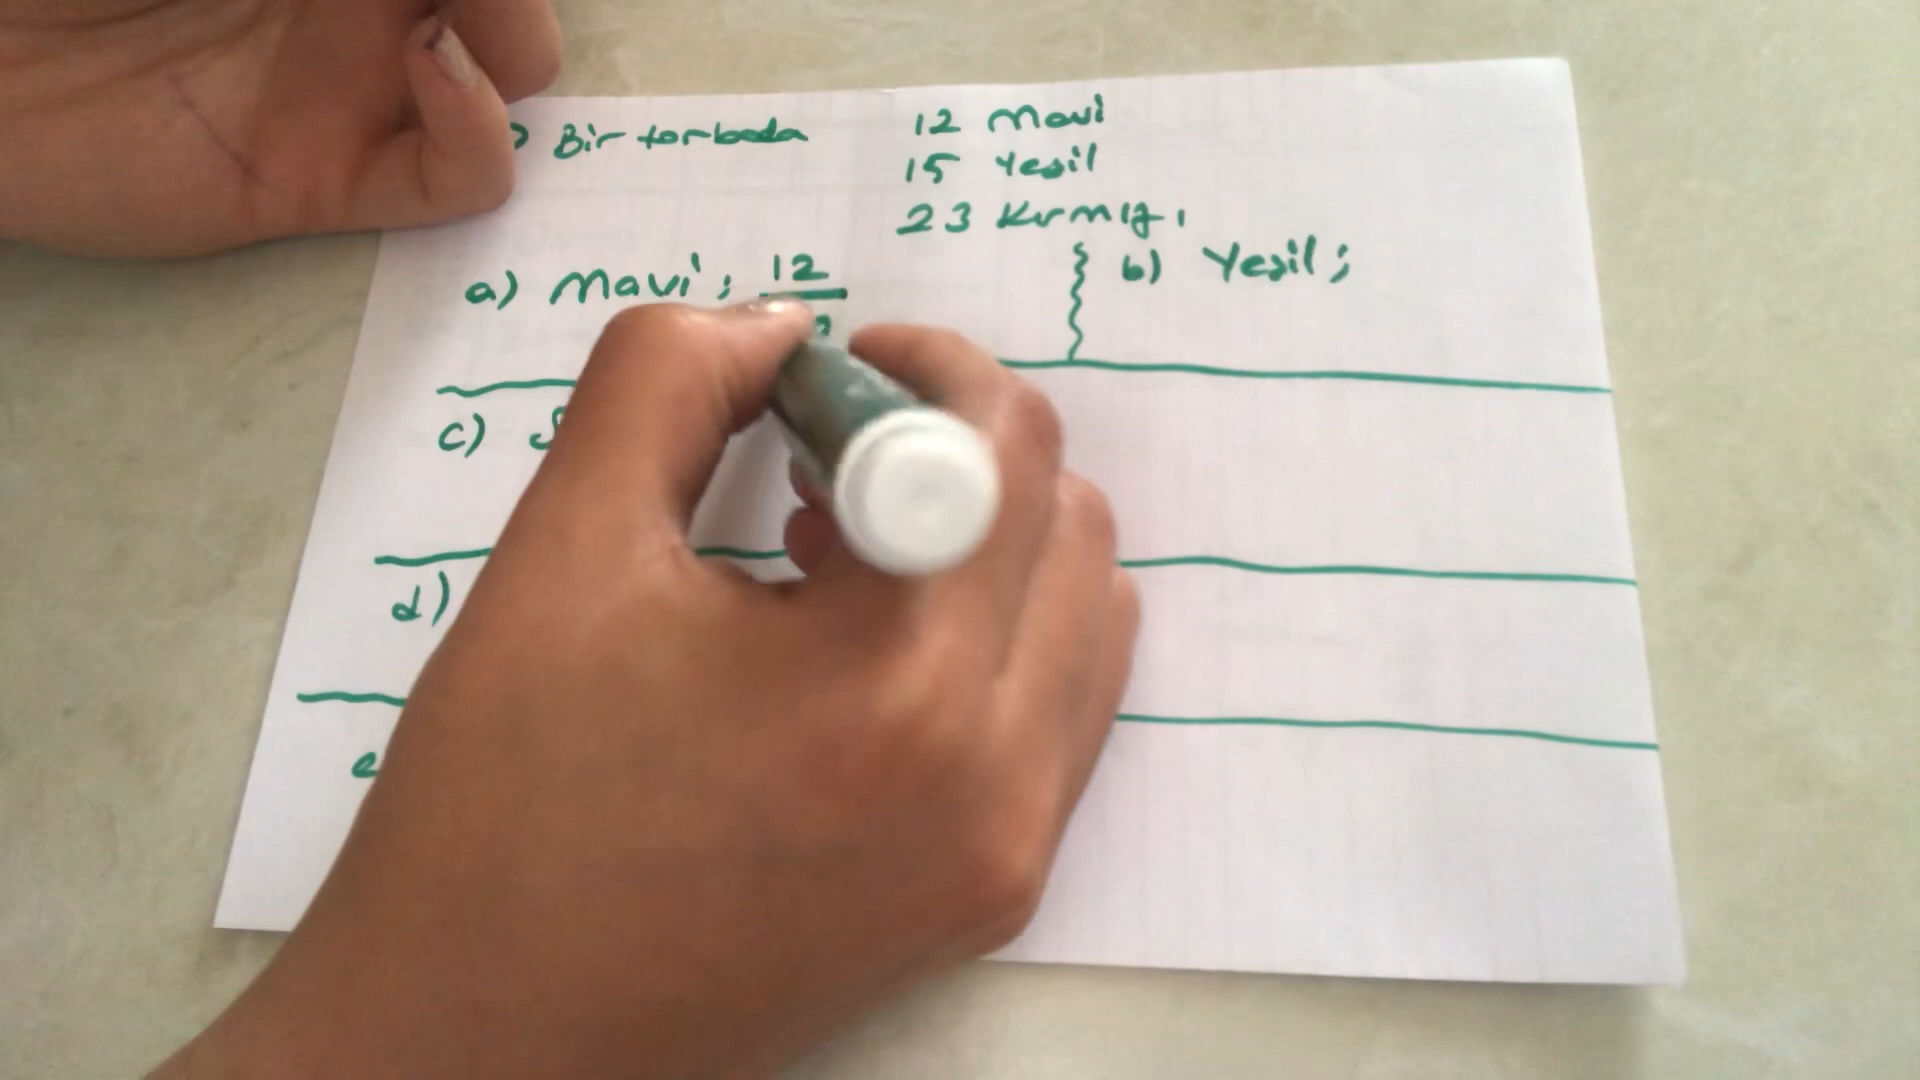 Bir torbada
12 Mavi
15 Yeşil
23 Kırmızı
a) Mavi; 12
b) Yeşil;
c)
d)
e